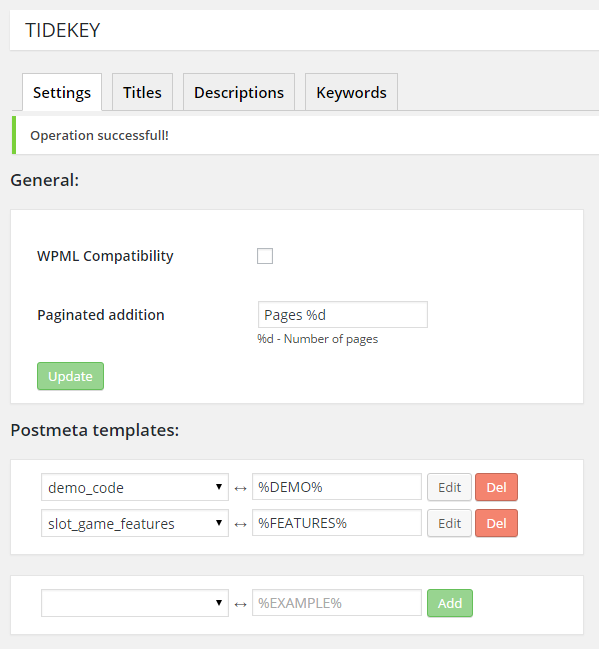 TIDEKEY
Settings Titles Descriptions Keywords
Operation successfull!
General:
WPML Compatibility
Paginated addition Pages %d
%d - Number of pages
Update
Postmeta templates:
demo_code ↔ %DEMO% Edit Del
slot_game_features ↔ %FEATURES% Edit Del
↔ %EXAMPLE% Add